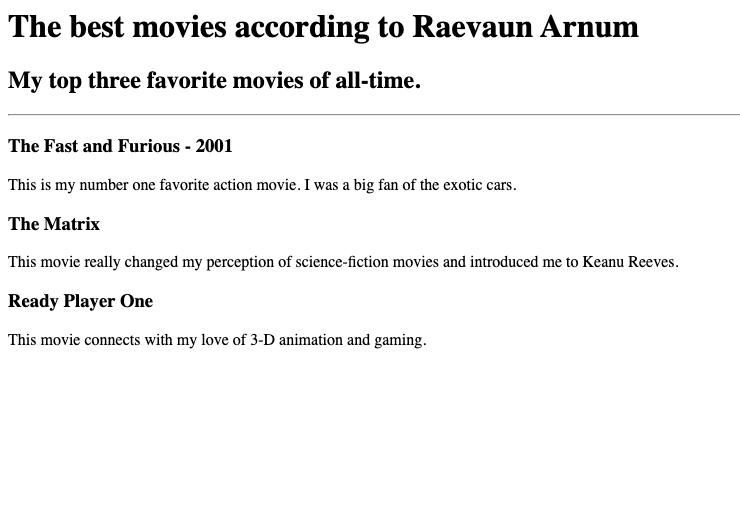 The best movies according to Raevaun Arnum
My top three favorite movies of all-time.
The Fast and Furious - 2001
This is my number one favorite action movie. I was a big fan of the exotic cars.
The Matrix
This movie really changed my perception of science-fiction movies and introduced me to Keanu Reeves.
Ready Player One
This movie connects with my love of 3-D animation and gaming.